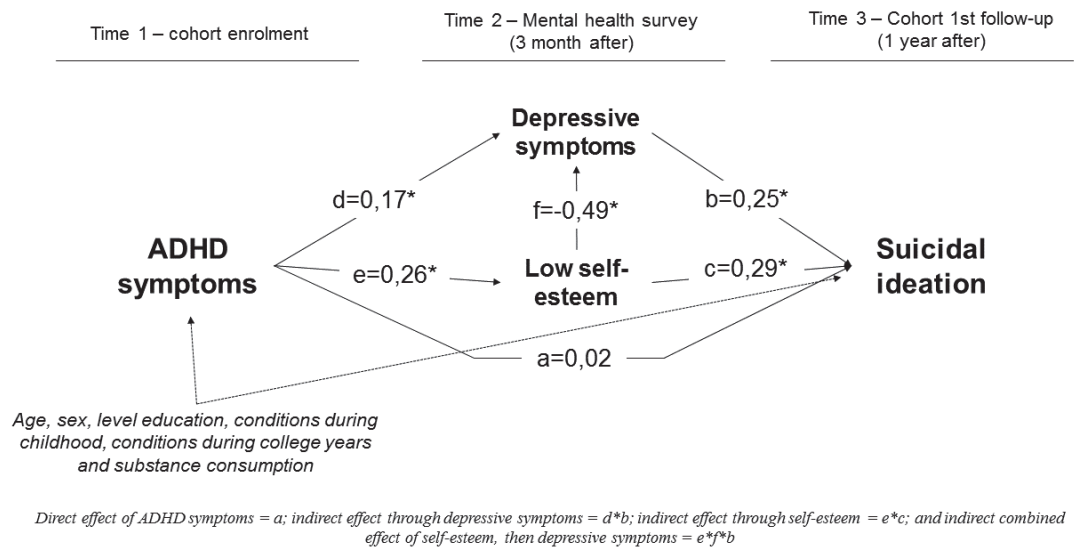 Time 1 – cohort enrolment
Time 2 – Mental health survey
(3 month after)
Time 3 – Cohort 1st follow-up
(1 year after)
Depressive
symptoms
d=0,17*
f=-0,49*
b=0,25*
ADHD
symptoms
e=0,26*
Low self-
esteem
c=0,29*
Suicidal
ideation
a=0,02
Age, sex, level education, conditions during
childhood, conditions during college years
and substance consumption
Direct effect of ADHD symptoms = a; indirect effect through depressive symptoms = d*b; indirect effect through self-esteem = e*c; and indirect combined
effect of self-esteem, then depressive symptoms = e*f*b